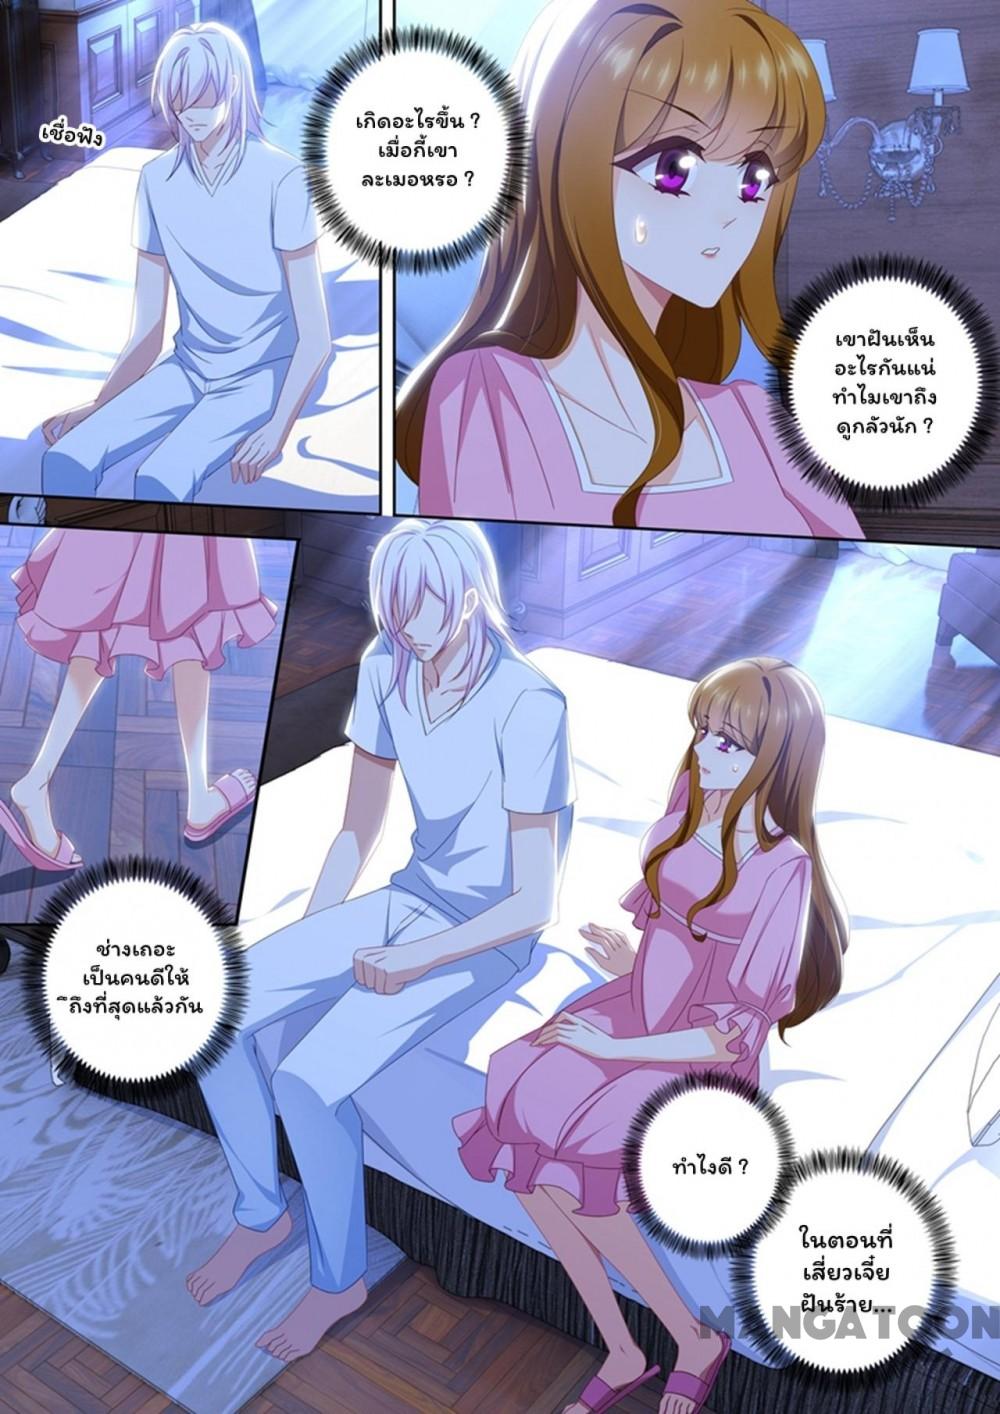 เชื่อฟัง
เกิดอะไรขึ้น ?
เมื่อกี้เขา
ละเมอหรอ ?
เขาฝันเห็น
อะไรกันแน่
ทำไมเขาถึง
ดูกลัวนัก ?
ช่างเถอะ
เป็นคนดีให้
ึถึงที่สุดแล้วกัน
ทำไงดี ?
ในตอนที่
เสี่ยวเจี๋ย
ฝันร้าย...
MANGATOON